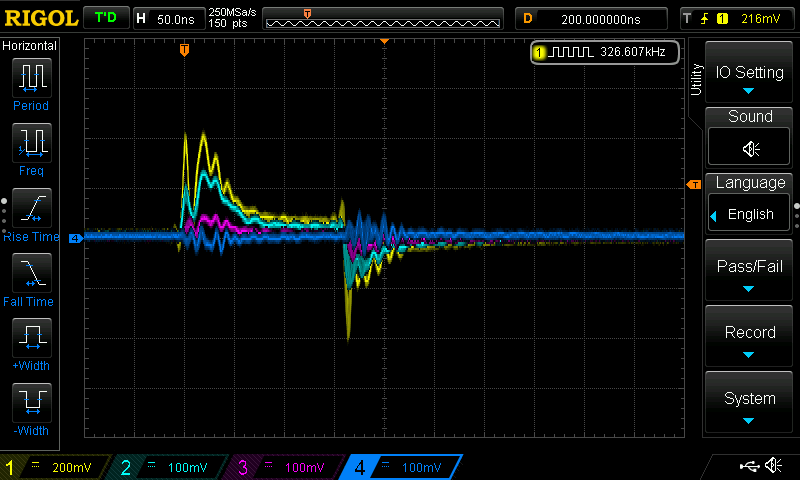 RIGOL T'D H 50.0ns 250MSa/s 150 pts T D 200.000000ns T 1 216mV
Horizontal
T
1 326.607kHz
Utility
IO Setting
Period
Sound
Freq
T
Language
English
Rise Time
4
Pass/Fail
Fall Time
Record
+Width
System
-Width
1 200mV 2 100mV 3 100mV 4 100mV